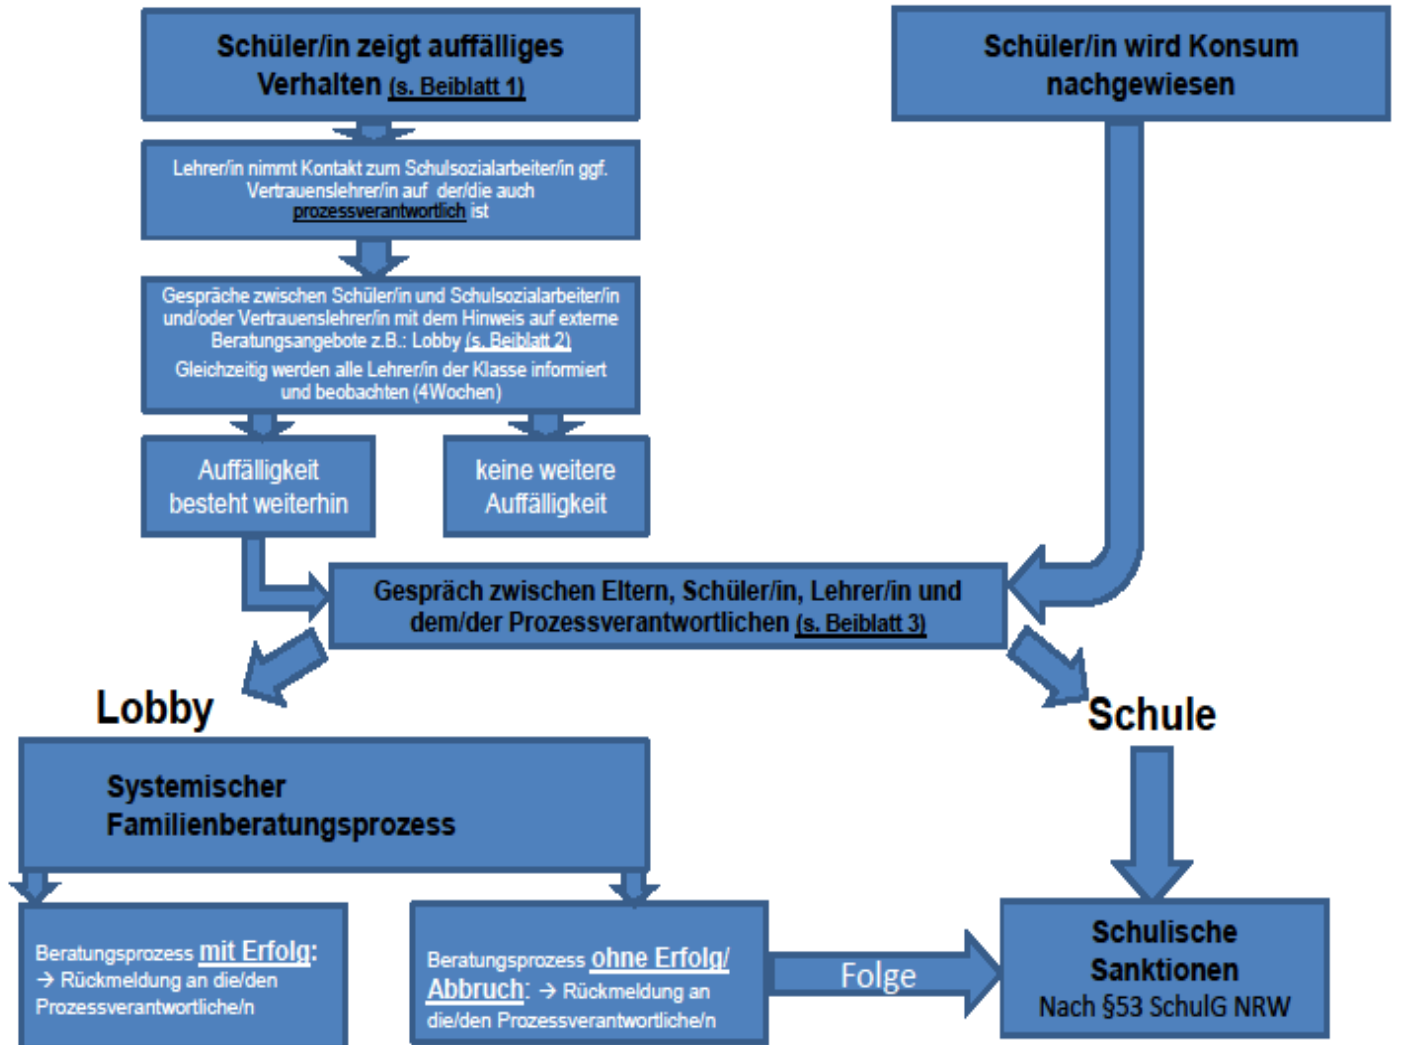 Schüler/in zeigt auffälliges
Verhalten (s. Beiblatt 1)
Schüler/in wird Konsum
nachgewiesen
Lehrer/in nimmt Kontakt zum Schulsozialarbeiter/in ggf.
Vertrauenslehrer/in auf der/die auch
prozessverantwortlich ist
Gespräche zwischen Schüler/in und Schulsozialarbeiter/in
und/oder Vertrauenslehrer/in mit dem Hinweis auf externe
Beratungsangebote z.B.: Lobby (s. Beiblatt 2)
Gleichzeitig werden alle Lehrer/in der Klasse informiert
und beobachten (4Wochen)
Auffälligkeit
besteht weiterhin
keine weitere
Auffälligkeit
Gespräch zwischen Eltern, Schüler/in, Lehrer/in und
dem/der Prozessverantwortlichen (s. Beiblatt 3)
Lobby
Schule
Systemischer
Familienberatungsprozess
Beratungsprozess mit Erfolg:
→ Rückmeldung an die/den
Prozessverantwortliche/n
Beratungsprozess ohne Erfolg/
Abbruch: → Rückmeldung an
die/den Prozessverantwortliche/n
Folge
Schulische
Sanktionen
Nach §53 SchulG NRW